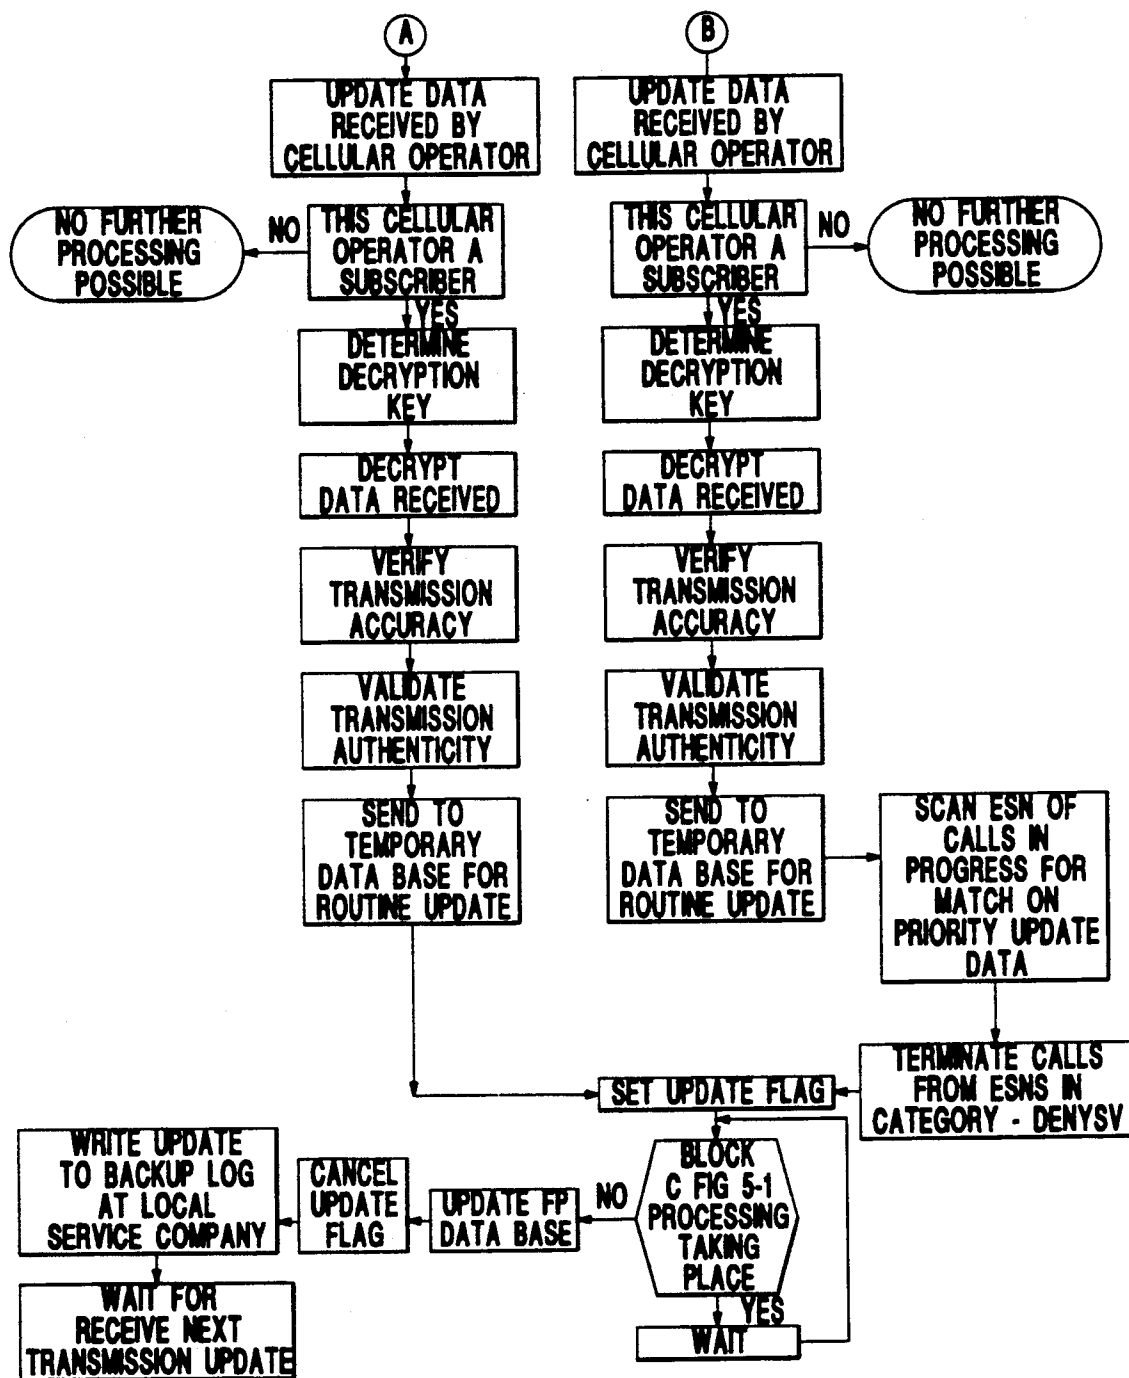 A
UPDATE DATA
RECEIVED BY
CELLULAR OPERATOR
NO FURTHER
PROCESSING
POSSIBLE
NO
THIS CELLULAR
OPERATOR A
SUBSCRIBER
YES
DETERMINE
DECRYPTION
KEY
DECRYPT
DATA RECEIVED
VERIFY
TRANSMISSION
ACCURACY
VALIDATE
TRANSMISSION
AUTHENTICITY
SEND TO
TEMPORARY
DATA BASE FOR
ROUTINE UPDATE
B
UPDATE DATA
RECEIVED BY
CELLULAR OPERATOR
THIS CELLULAR
OPERATOR A
SUBSCRIBER
NO
NO FURTHER
PROCESSING
POSSIBLE
YES
DETERMINE
DECRYPTION
KEY
DECRYPT
DATA RECEIVED
VERIFY
TRANSMISSION
ACCURACY
VALIDATE
TRANSMISSION
AUTHENTICITY
SEND TO
TEMPORARY
DATA BASE FOR
ROUTINE UPDATE
SCAN ESN OF
CALLS IN
PROGRESS FOR
MATCH ON
PRIORITY UPDATE
DATA
TERMINATE CALLS
FROM ESNS IN
CATEGORY - DENYSV
SET UPDATE FLAG
BLOCK
C FIG 5-1
PROCESSING
TAKING
PLACE
YES
WAIT
NO
UPDATE FP
DATA BASE
CANCEL
UPDATE
FLAG
WRITE UPDATE
TO BACKUP LOG
AT LOCAL
SERVICE COMPANY
WAIT FOR
RECEIVE NEXT
TRANSMISSION UPDATE